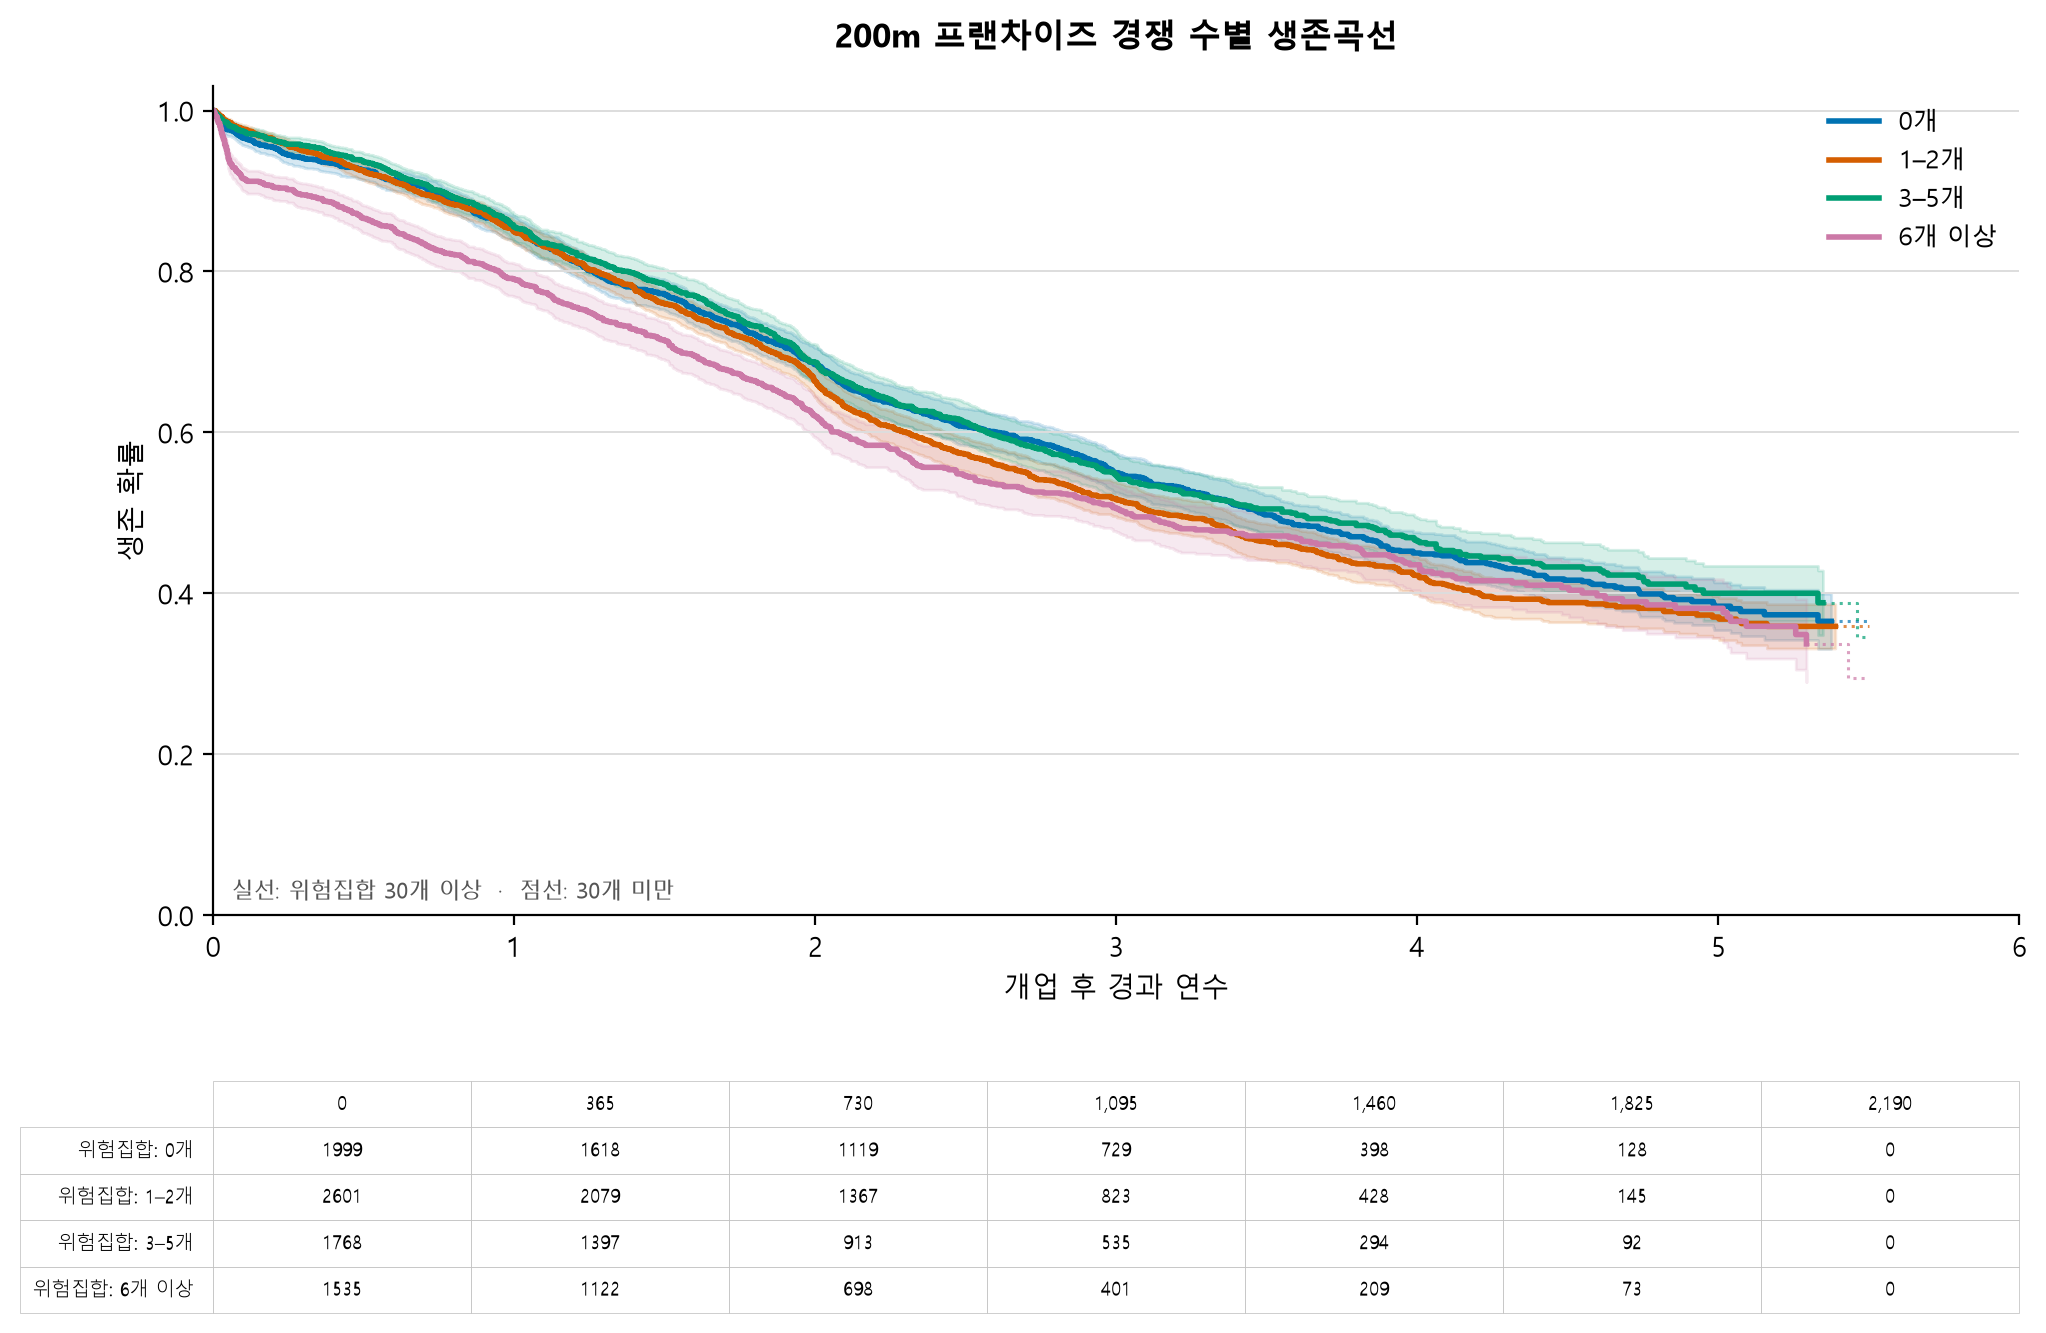 200m 프랜차이즈 경쟁 수별 생존곡선
0개
1–2개
3–5개
6개 이상
1.0
0.8
0.6
0.4
0.2
0.0
생존 확률
실선: 위험집합 30개 이상 · 점선: 30개 미만
0 1 2 3 4 5 6
개업 후 경과 연수
0 365 730 1,095 1,460 1,825 2,190
위험집합: 0개 1999 1618 1119 729 398 128 0
위험집합: 1–2개 2601 2079 1367 823 428 145 0
위험집합: 3–5개 1768 1397 913 535 294 92 0
위험집합: 6개 이상 1535 1122 698 401 209 73 0